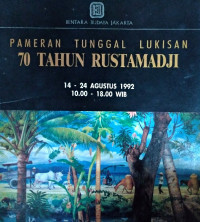 BENTARA BUDAYA JAKARTA
PAMERAN TUNGGAL LUKISAN
70 TAHUN RUSTAMADJI
14 - 24 AGUSTUS 1992
10.00 - 18.00 WIB